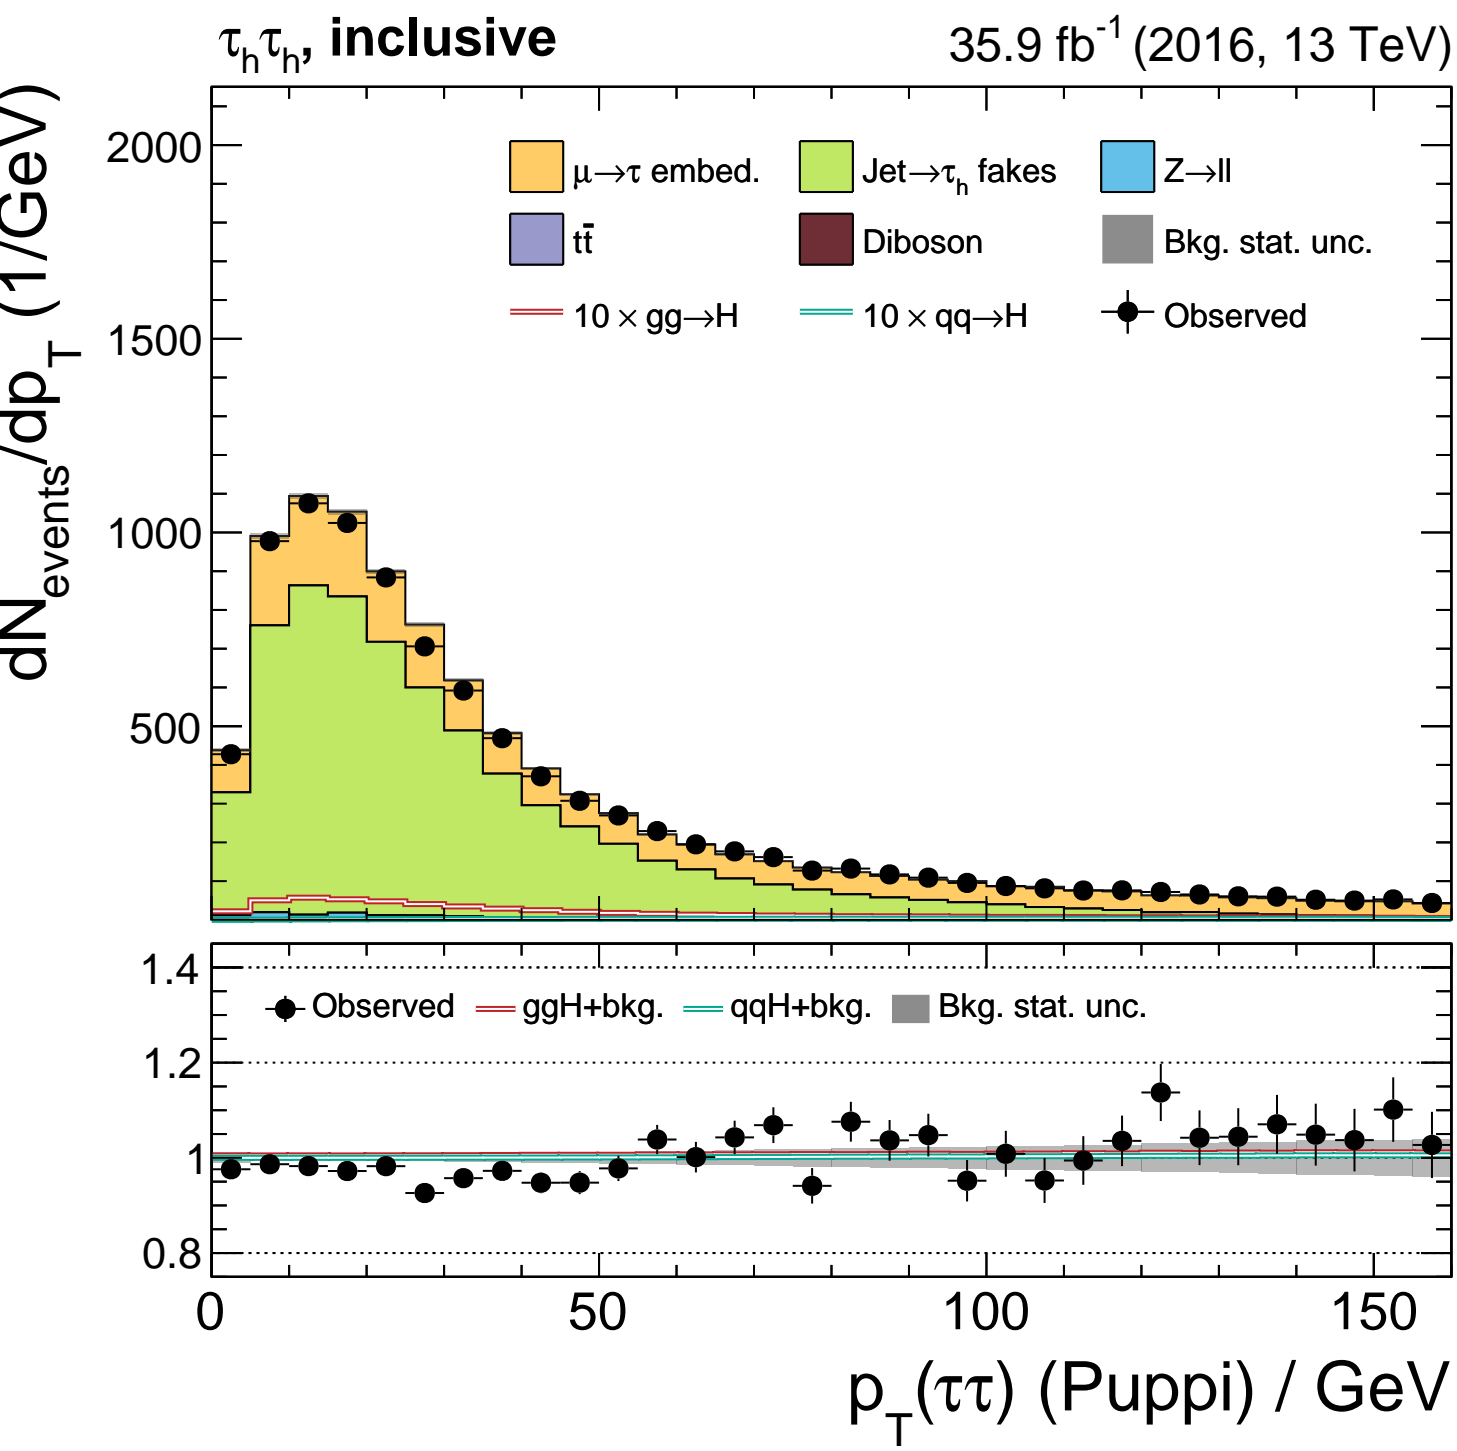 τhτh, inclusive 35.9 fb-1 (2016, 13 TeV)
dNevents/dpT (1/GeV)
2000
1500
1000
500
μ→τ embed. Jet→τh fakes Z→ll
tt̄ Diboson Bkg. stat. unc.
10 × gg→H 10 × qq→H Observed
1.4
1.2
1
0.8
Observed ggH+bkg. qqH+bkg. Bkg. stat. unc.
0 50 100 150
pT(ττ) (Puppi) / GeV